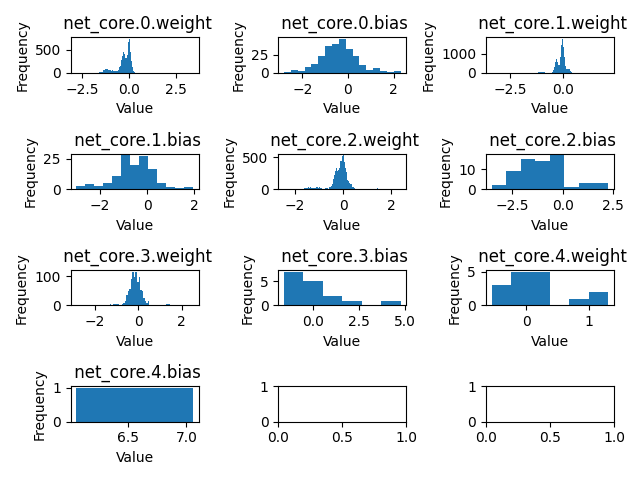 net_core.0.weight
Frequency
500
0
−2.5
0.0
2.5
Value
net_core.0.bias
Frequency
25
0
−2
0
2
Value
net_core.1.weight
Frequency
1000
0
−2.5
0.0
Value
net_core.1.bias
Frequency
25
0
−2
0
2
Value
net_core.2.weight
Frequency
500
0
−2
0
2
Value
net_core.2.bias
Frequency
10
0
−2.5
0.0
2.5
Value
net_core.3.weight
Frequency
100
0
−2
0
2
Value
net_core.3.bias
Frequency
5
0
0.0
2.5
5.0
Value
net_core.4.weight
Frequency
5
0
0
1
Value
net_core.4.bias
Frequency
1
0
6.5
7.0
Value
1
0
0.0
0.5
1.0
1
0
0.0
0.5
1.0